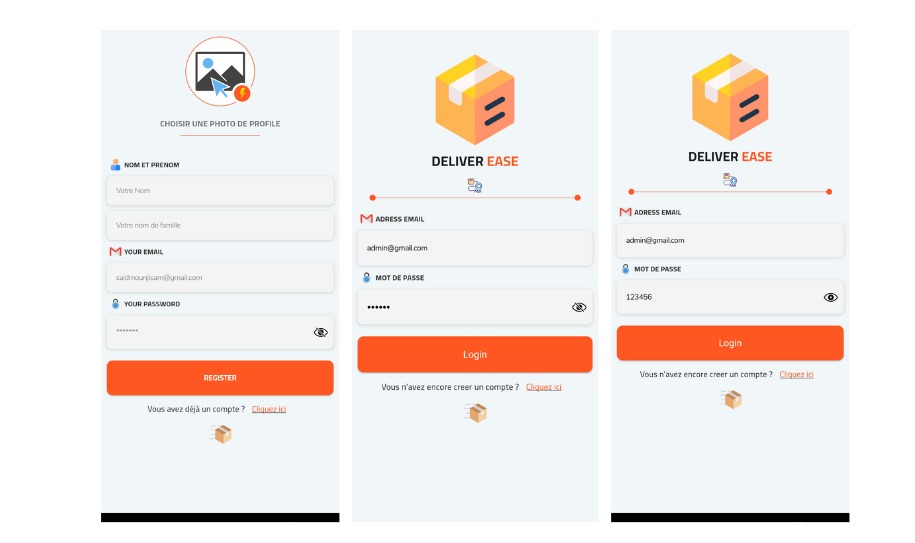 CHOISIR UNE PHOTO DE PROFILE
NOM ET PRENOM
Votre Nom
Votre nom de famille
YOUR EMAIL
saidmounjisam@gmail.com
YOUR PASSWORD
*******
REGISTER
Vous avez déjà un compte ? Cliquez ici
DELIVER EASE
ADRESS EMAIL
admin@gmail.com
MOT DE PASSE
••••••
Login
Vous n'avez encore creer un compte ? Cliquez ici
DELIVER EASE
ADRESS EMAIL
admin@gmail.com
MOT DE PASSE
123456
Login
Vous n'avez encore creer un compte ? Cliquez ici